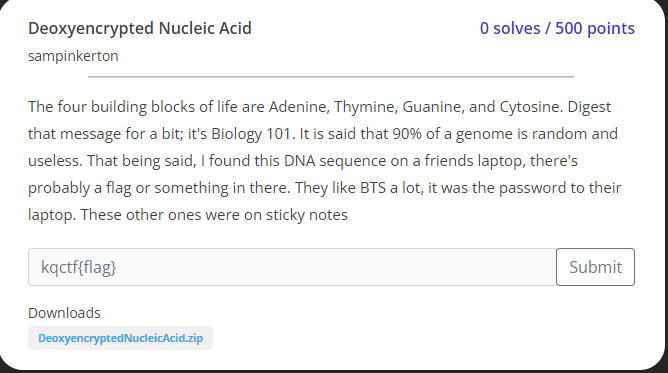 Deoxyencrypted Nucleic Acid
0 solves / 500 points
sampinkerton
The four building blocks of life are Adenine, Thymine, Guanine, and Cytosine. Digest
that message for a bit; it's Biology 101. It is said that 90% of a genome is random and
useless. That being said, I found this DNA sequence on a friends laptop, there's
probably a flag or something in there. They like BTS a lot, it was the password to their
laptop. These other ones were on sticky notes
kqctf{flag}
Submit
Downloads
DeoxyencryptedNucleicAcid.zip